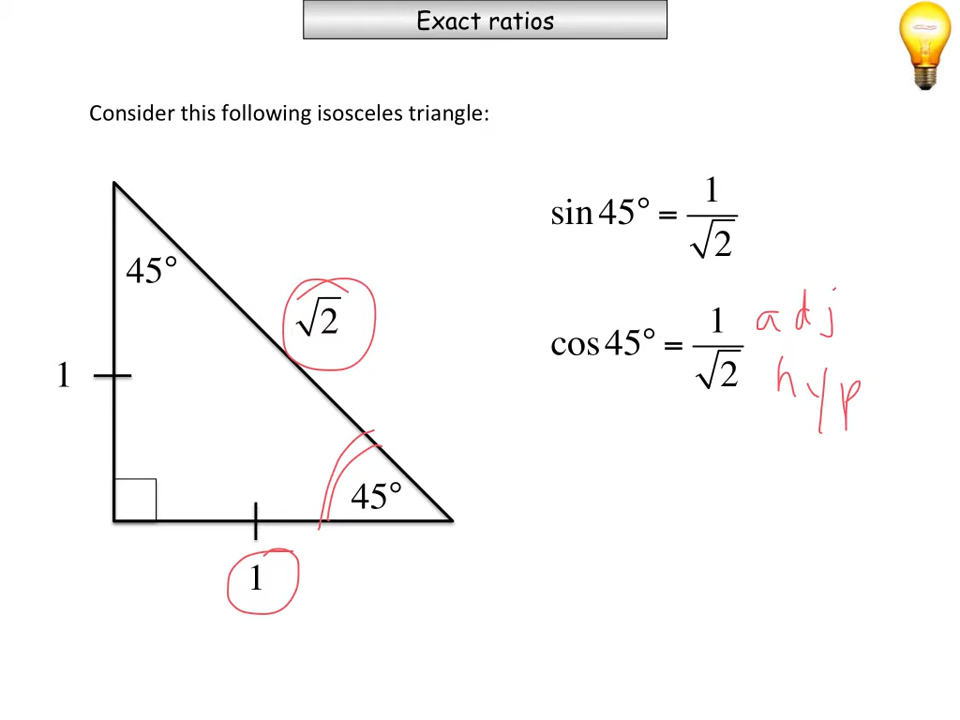 Exact ratios
Consider this following isosceles triangle:
sin 45° = 1/√2
45°
√2
cos 45° = 1/√2 adj
hyp
1
45°
1